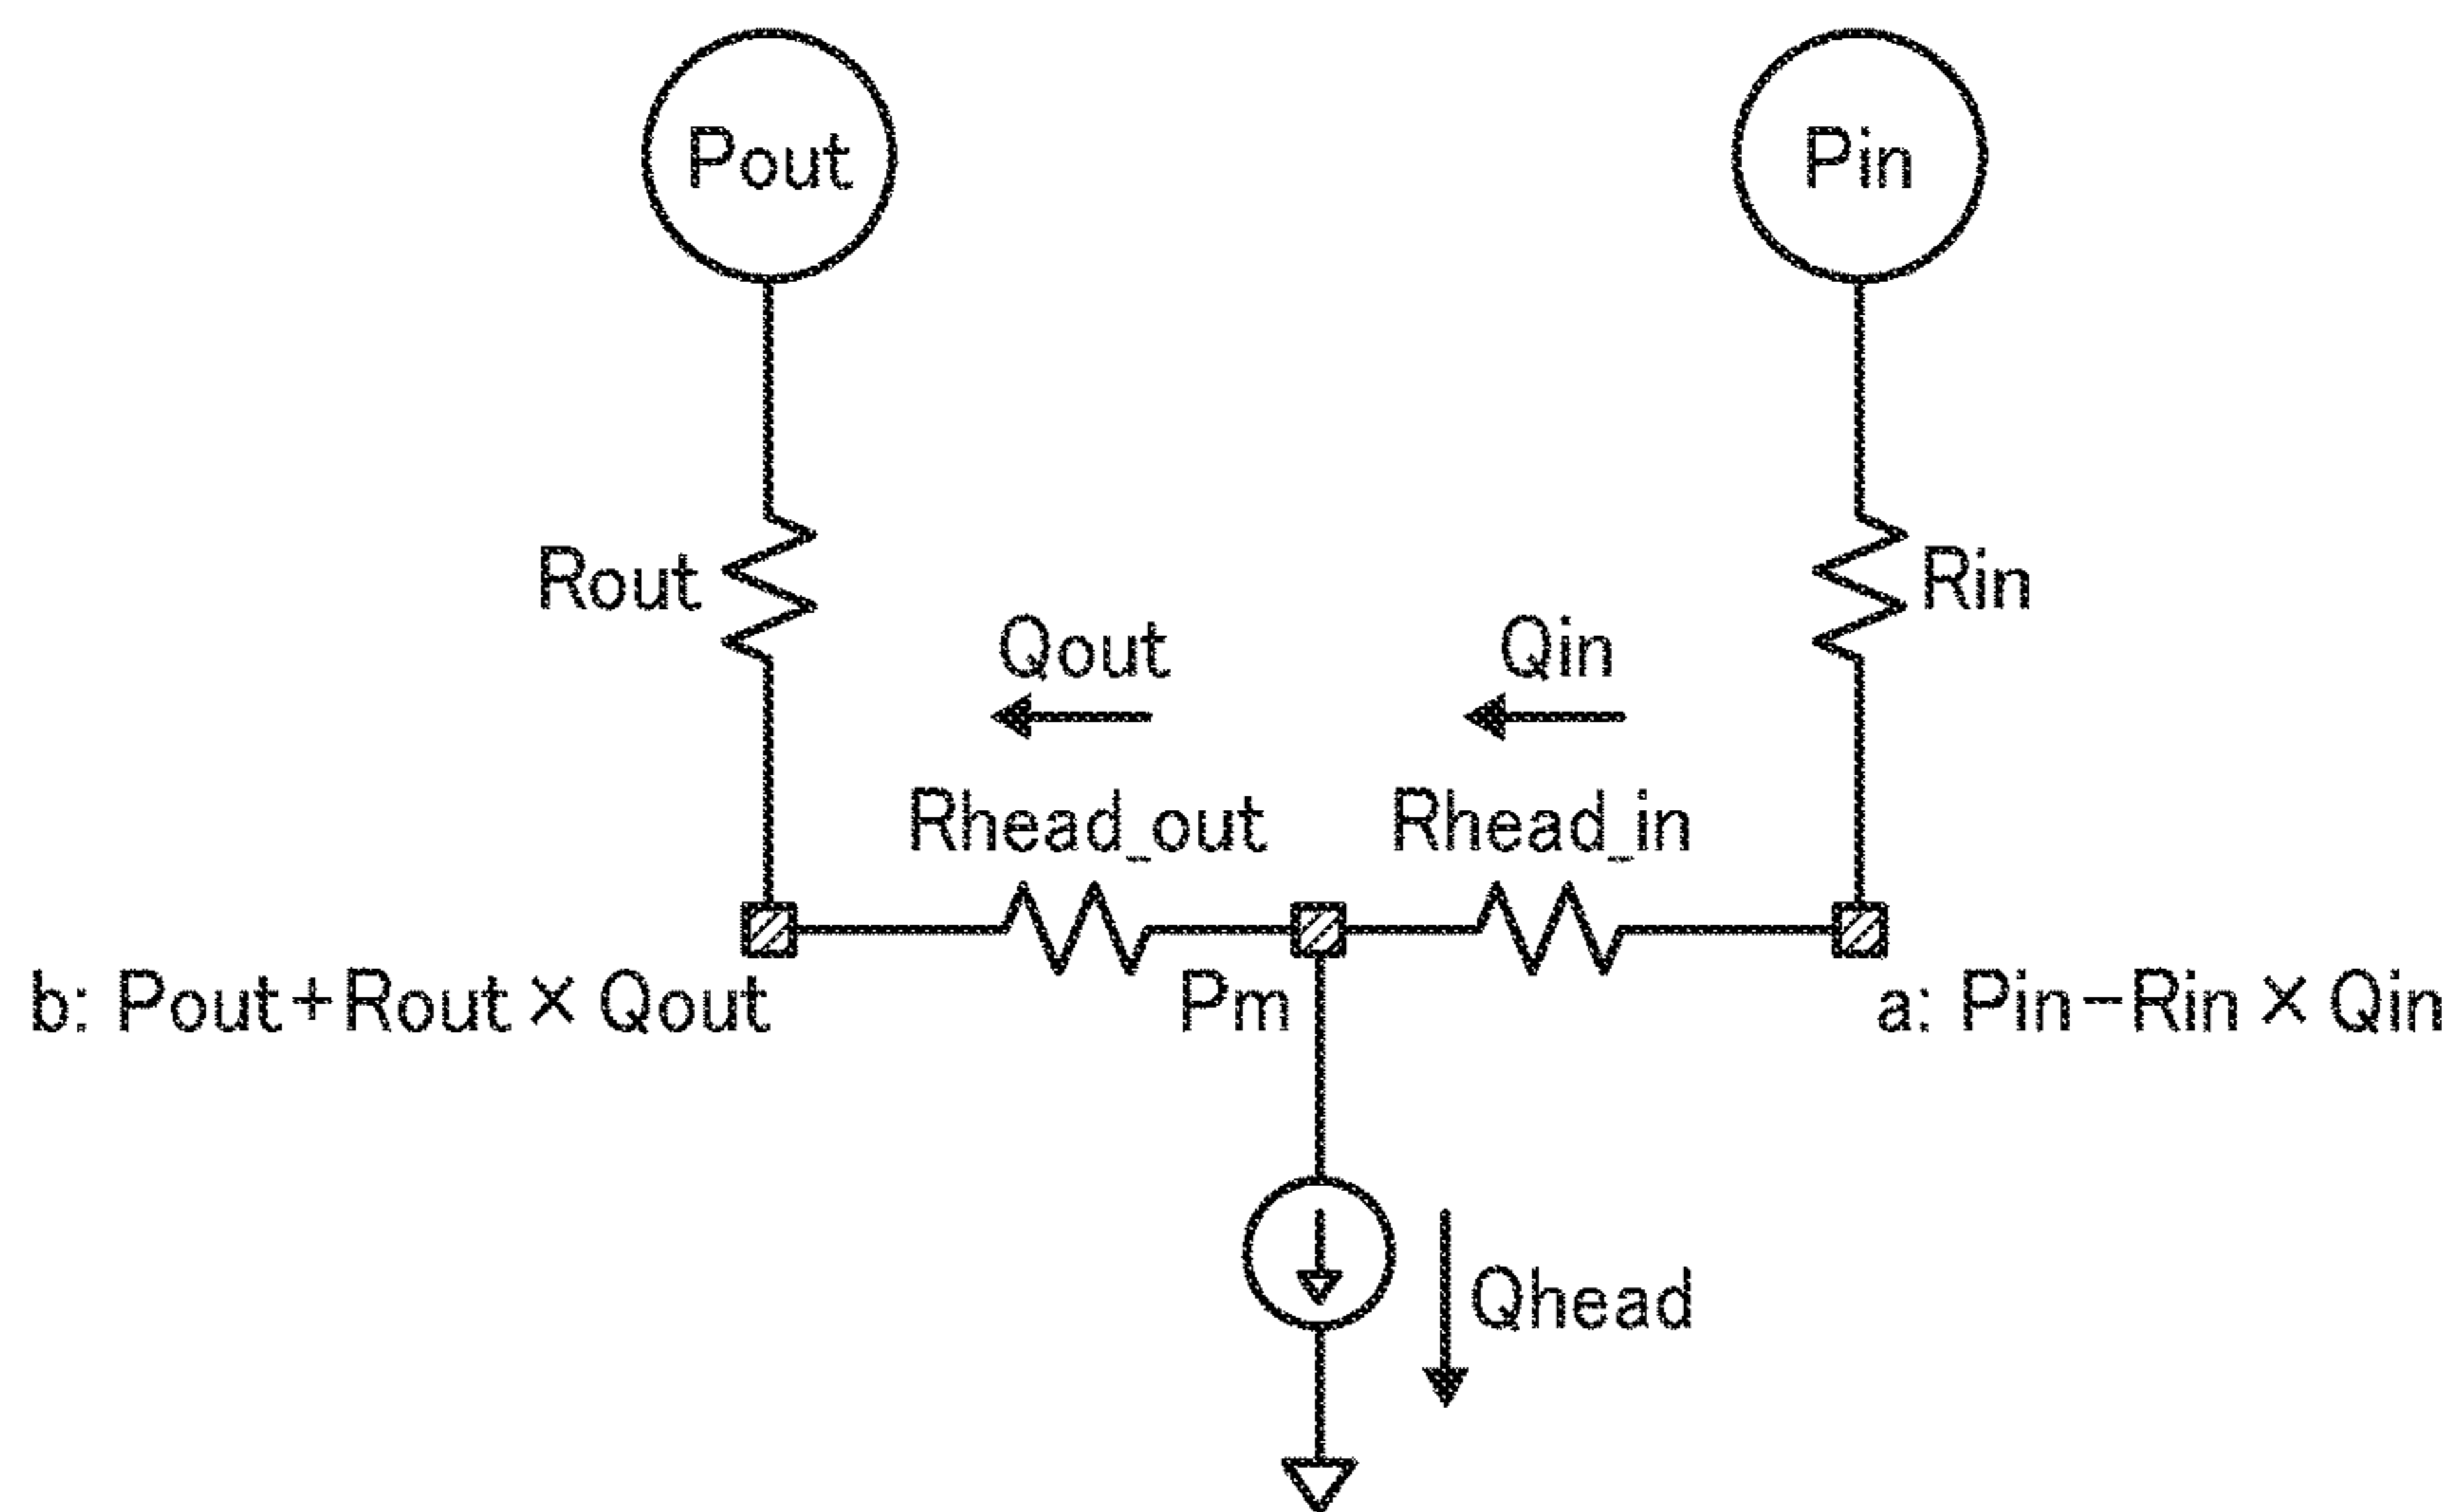 Pout
Pin
Rout
Rin
Qout
Qin
Rhead_out
Rhead_in
b: Pout+Rout×Qout
Pm
a: Pin-Rin×Qin
Qhead